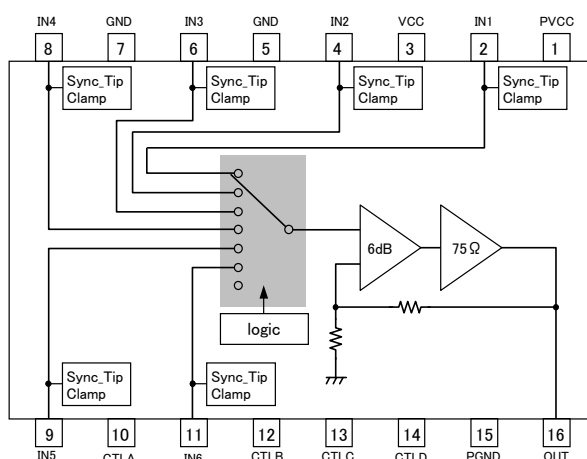 IN4 GND IN3 GND IN2 VCC IN1 PVCC
8 7 6 5 4 3 2 1
Sync_Tip
Clamp
Sync_Tip
Clamp
Sync_Tip
Clamp
Sync_Tip
Clamp
6dB
75Ω
logic
Sync_Tip
Clamp
Sync_Tip
Clamp
9 10 11 12 13 14 15 16
IN5 CTLA IN6 CTLB CTLC CTLD PGND OUT